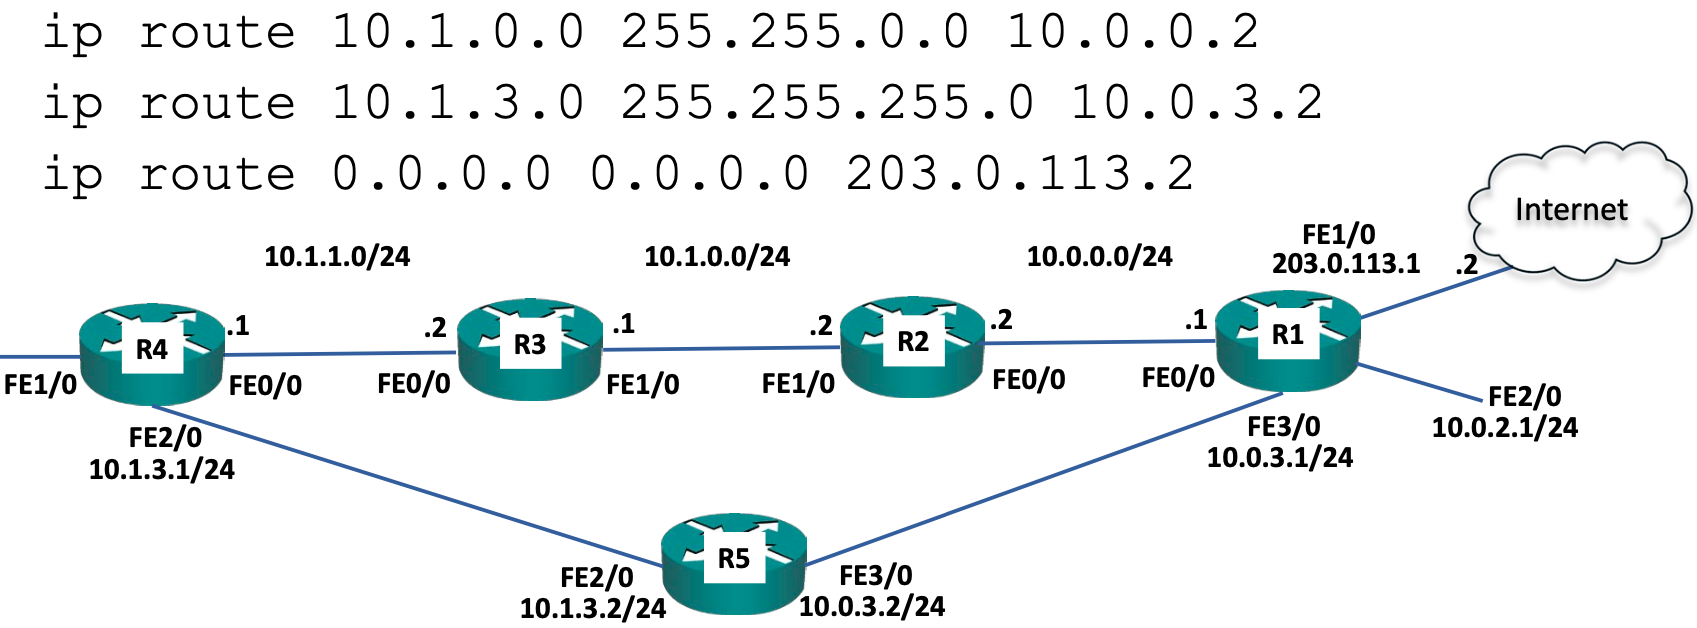 ip route 10.1.0.0 255.255.0.0 10.0.0.2
ip route 10.1.3.0 255.255.255.0 10.0.3.2
ip route 0.0.0.0 0.0.0.0 203.0.113.2
Internet
10.1.1.0/24
10.1.0.0/24
10.0.0.0/24
FE1/0
203.0.113.1
.2
.1
.2
.1
.2
.2
.1
R4
R3
R2
R1
FE1/0
FE0/0
FE0/0
FE1/0
FE1/0
FE0/0
FE0/0
FE2/0
10.0.2.1/24
FE2/0
10.1.3.1/24
FE3/0
10.0.3.1/24
R5
FE2/0
10.1.3.2/24
FE3/0
10.0.3.2/24